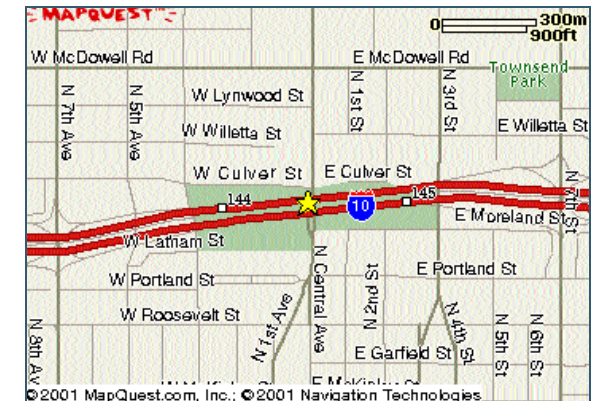 MAPQUEST
0 300m
900ft
W McDowell Rd
E McDowell Rd
Townsend
Park
N 7th Ave
N 5th Ave
W Lynwood St
N 1st St
N 3rd St
W Willetta St
E Willetta St
W Culver St
E Culver St
N 7th St
144
145
10
E Moreland St
W Latham St
N Central Ave
W Portland St
E Portland St
N 2nd St
W Roosevelt St
N 1st Ave
N 4th St
N 5th St
N 6th St
N 8th Av
E Garfield St
E McKinley St
©2001 MapQuest.com, Inc.; ©2001 Navigation Technologies